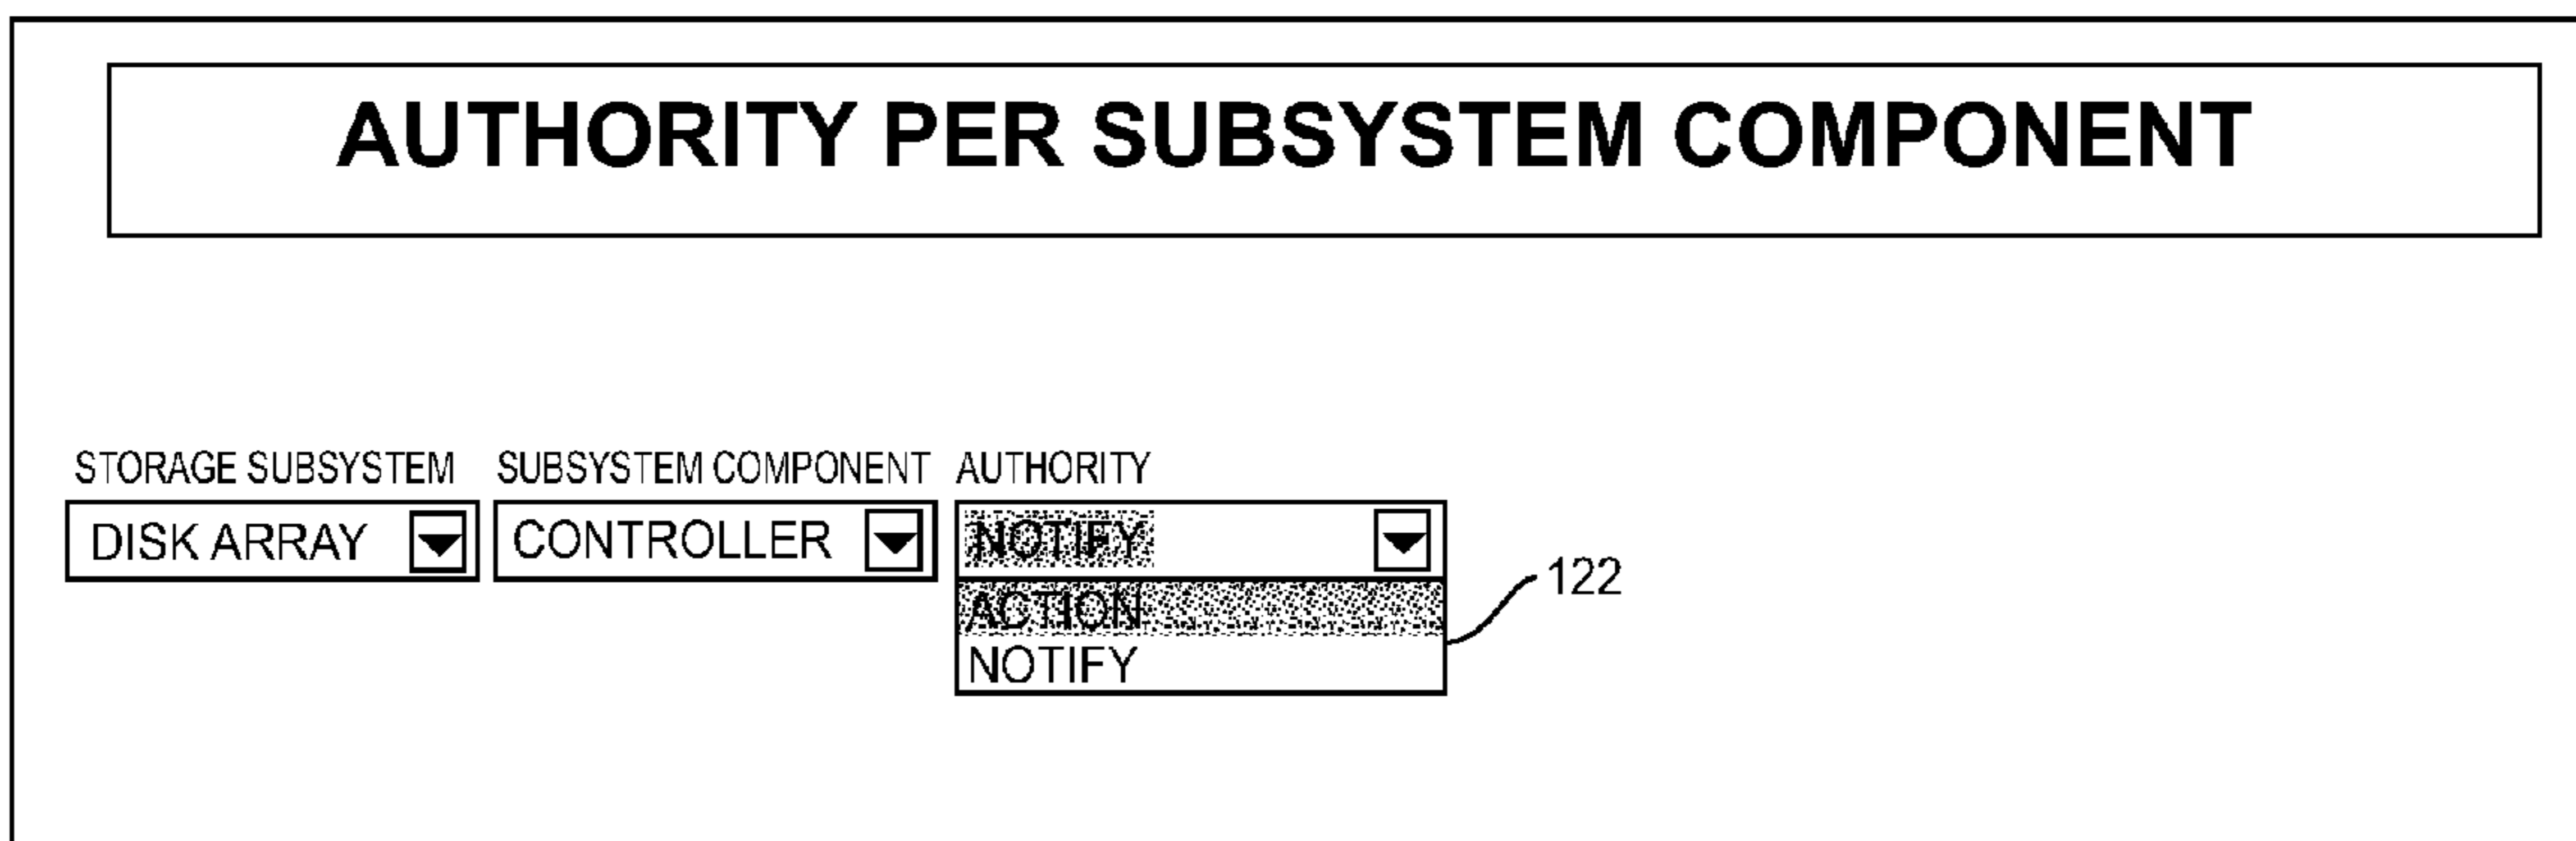 AUTHORITY PER SUBSYSTEM COMPONENT
STORAGE SUBSYSTEM SUBSYSTEM COMPONENT AUTHORITY
DISK ARRAY CONTROLLER NOTIFY
ACTION
122
NOTIFY